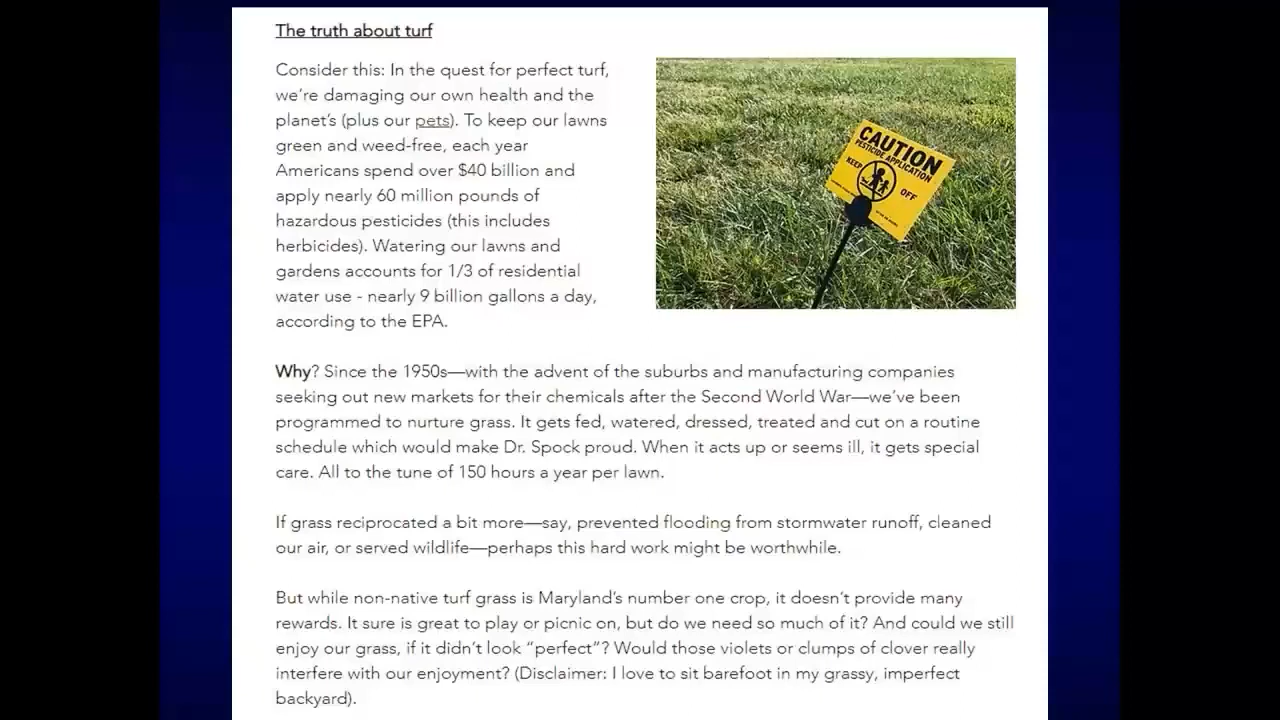 The truth about turf
Consider this: In the quest for perfect turf,
we're damaging our own health and the
planet's (plus our pets). To keep our lawns
green and weed-free, each year
Americans spend over $40 billion and
apply nearly 60 million pounds of
hazardous pesticides (this includes
herbicides). Watering our lawns and
gardens accounts for 1/3 of residential
water use - nearly 9 billion gallons a day,
according to the EPA.
CAUTION
PESTICIDE APPLICATION
KEEP
OFF
Why? Since the 1950s—with the advent of the suburbs and manufacturing companies
seeking out new markets for their chemicals after the Second World War—we've been
programmed to nurture grass. It gets fed, watered, dressed, treated and cut on a routine
schedule which would make Dr. Spock proud. When it acts up or seems ill, it gets special
care. All to the tune of 150 hours a year per lawn.
If grass reciprocated a bit more—say, prevented flooding from stormwater runoff, cleaned
our air, or served wildlife—perhaps this hard work might be worthwhile.
But while non-native turf grass is Maryland's number one crop, it doesn't provide many
rewards. It sure is great to play or picnic on, but do we need so much of it? And could we still
enjoy our grass, if it didn't look "perfect"? Would those violets or clumps of clover really
interfere with our enjoyment? (Disclaimer: I love to sit barefoot in my grassy, imperfect
backyard).